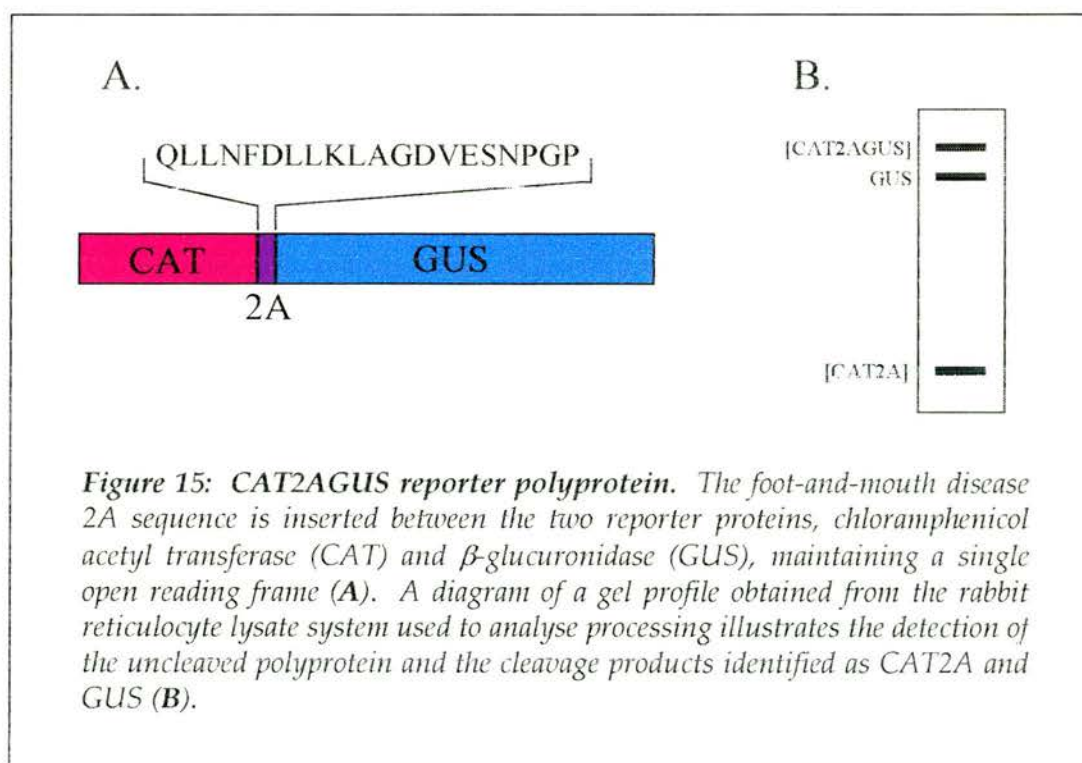 A.
B.
QLLNFDLLKLAGDVESNPGP
CAT
GUS
2A
[CAT2AGUS]
GUS
[CAT2A]
Figure 15: CAT2AGUS reporter polyprotein. The foot-and-mouth disease
2A sequence is inserted between the two reporter proteins, chloramphenicol
acetyl transferase (CAT) and β-glucuronidase (GUS), maintaining a single
open reading frame (A). A diagram of a gel profile obtained from the rabbit
reticulocyte lysate system used to analyse processing illustrates the detection of
the uncleaved polyprotein and the cleavage products identified as CAT2A and
GUS (B).